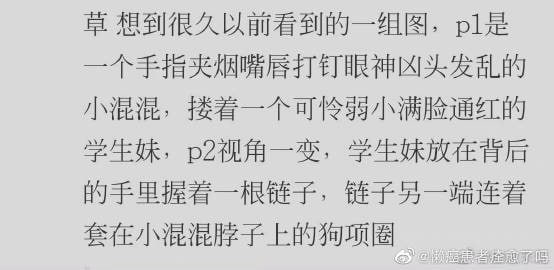 草 想到很久以前看到的一组图，p1是
一个手指夹烟嘴唇打钉眼神凶头发乱的
小混混，搂着一个可怜弱小满脸通红的
学生妹，p2视角一变，学生妹放在背后
的手里握着一根链子，链子另一端连着
套在小混混脖子上的狗项圈
@懒癌患者痊愈了吗